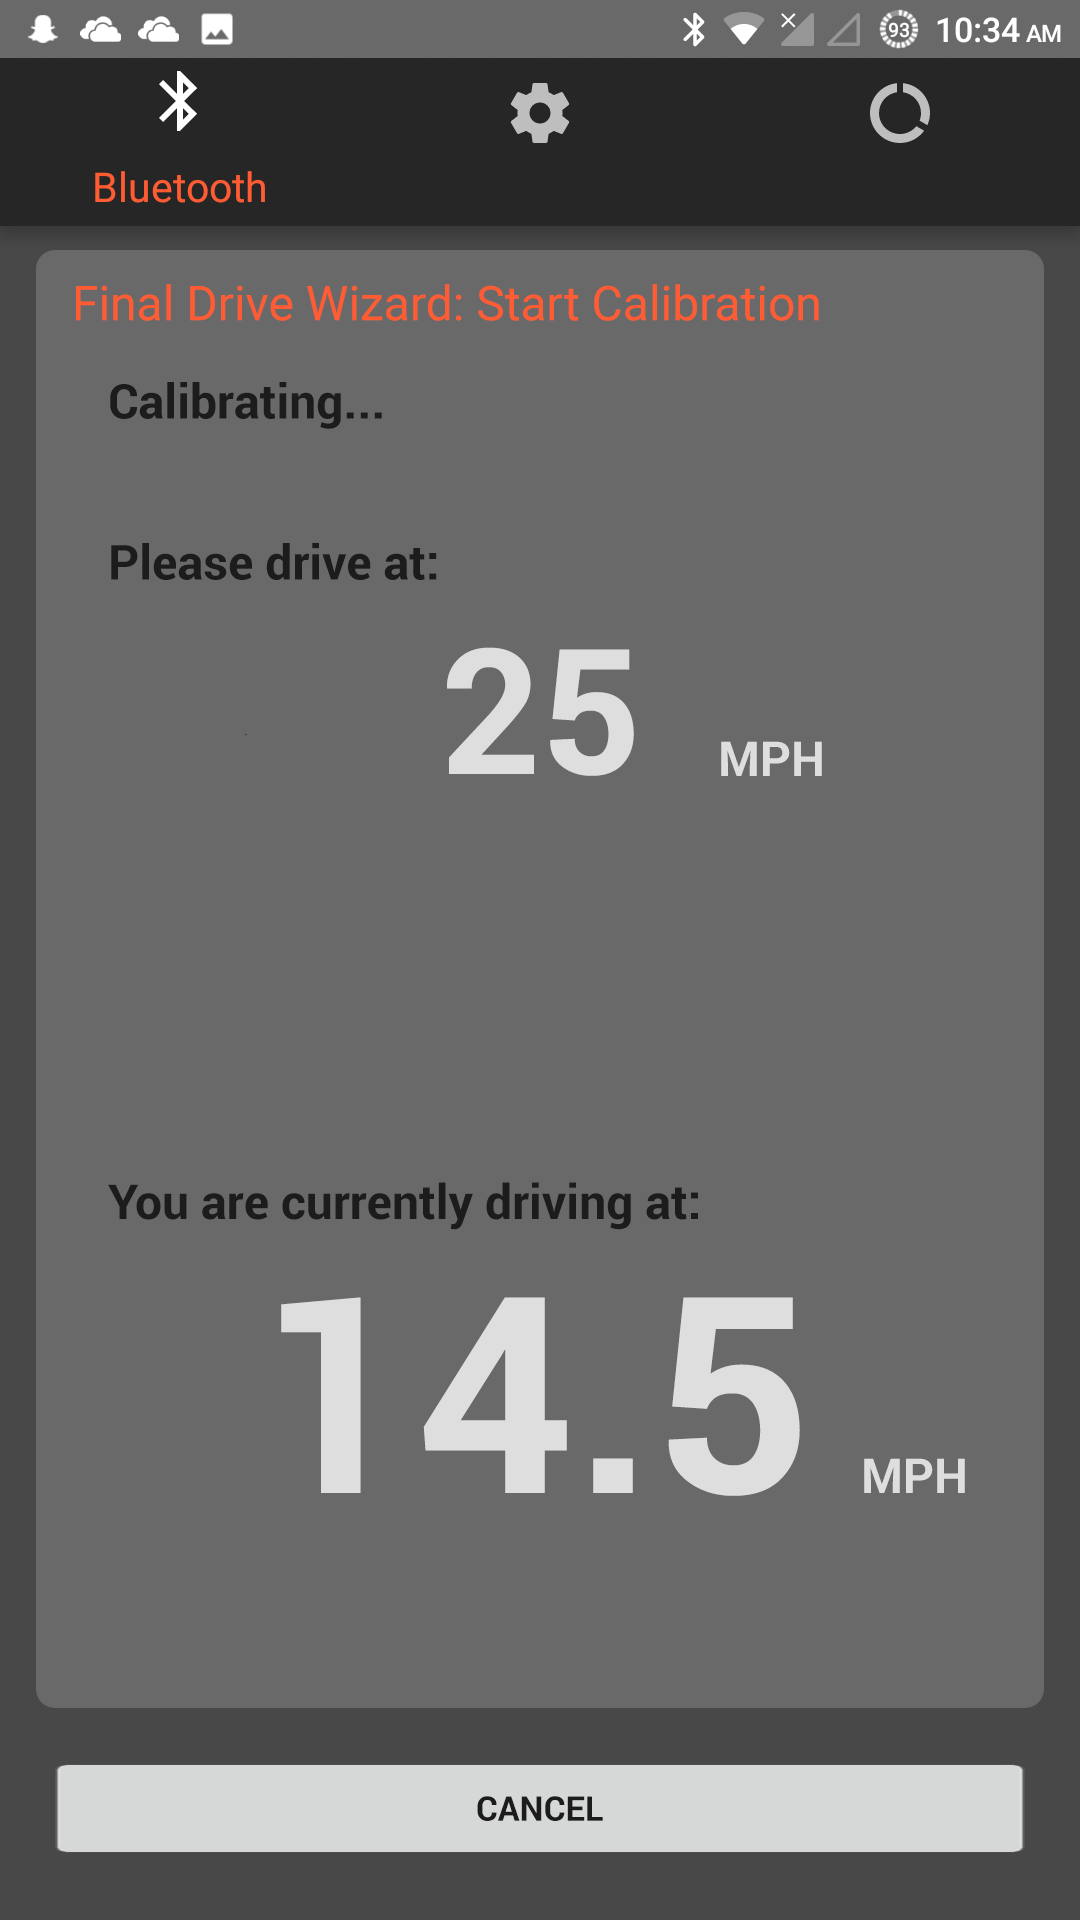 93 10:34 AM
Bluetooth
Final Drive Wizard: Start Calibration
Calibrating...
Please drive at:
25 MPH
You are currently driving at:
14.5 MPH
CANCEL